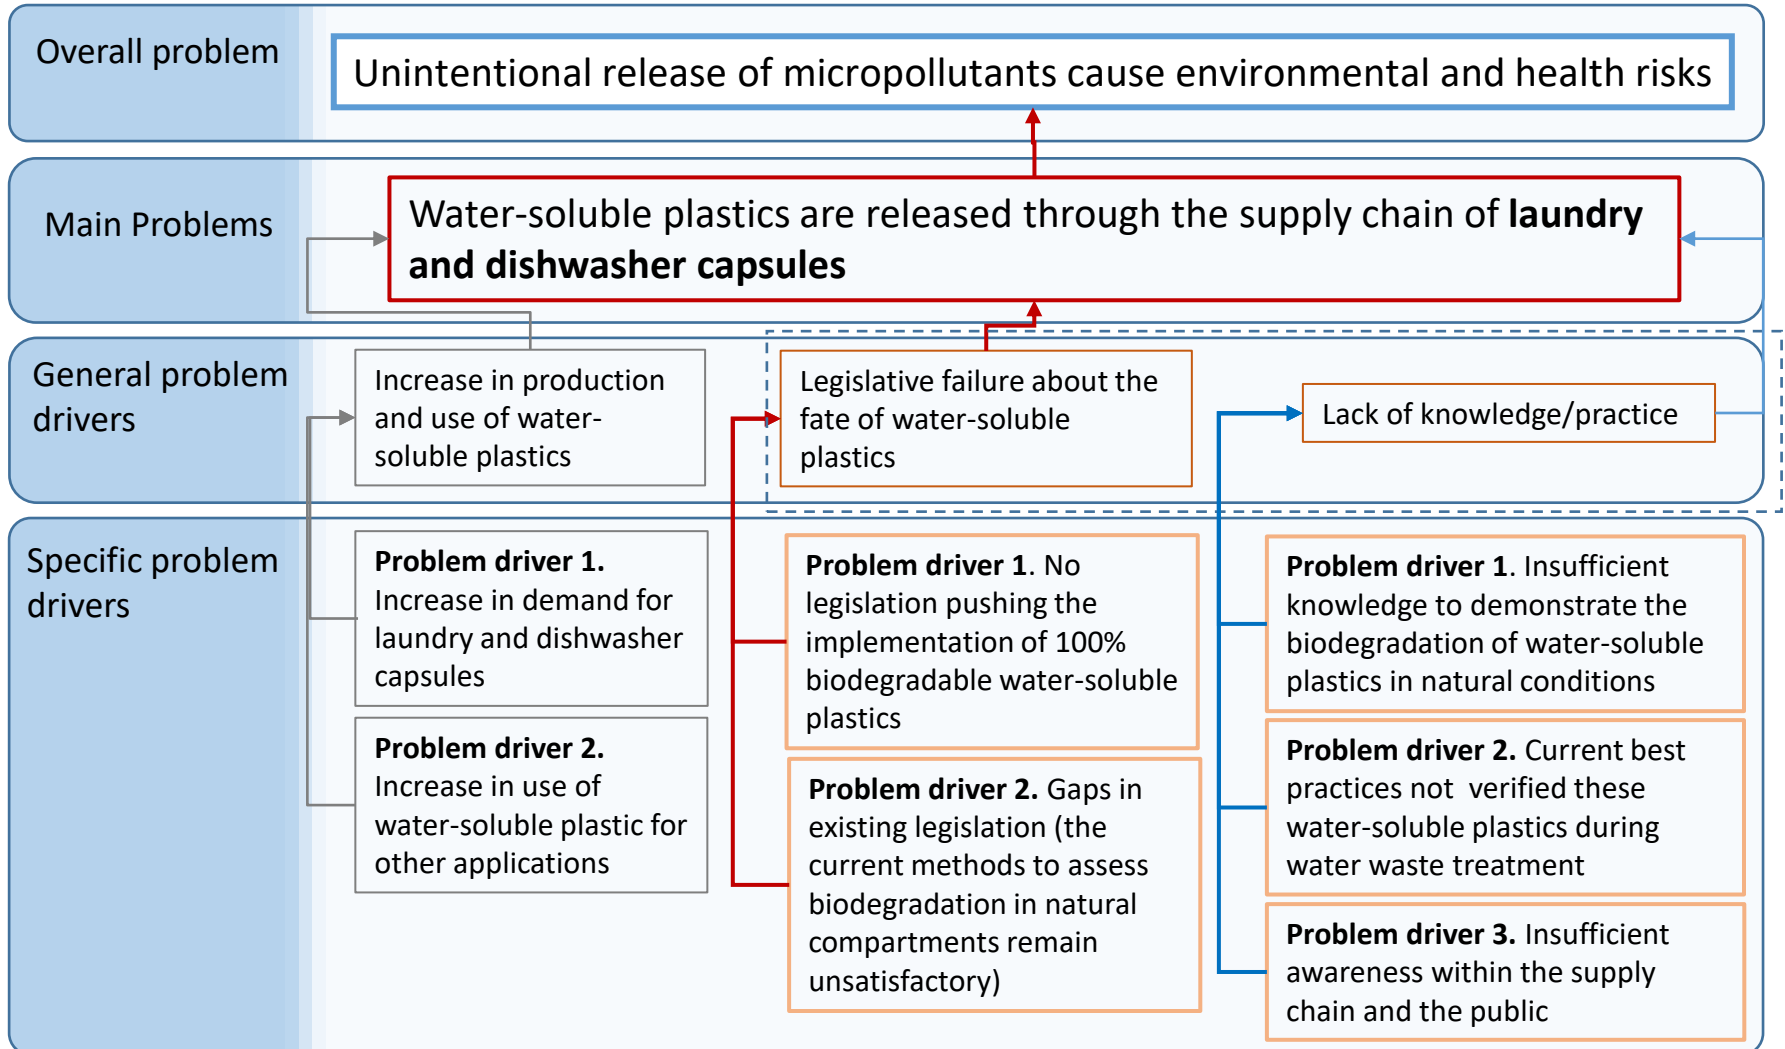 Overall problem
Unintentional release of micropollutants cause environmental and health risks
Main Problems
Water-soluble plastics are released through the supply chain of laundry
and dishwasher capsules
General problem
drivers
Increase in production
and use of water-
soluble plastics
Legislative failure about the
fate of water-soluble
plastics
Lack of knowledge/practice
Specific problem
drivers
Problem driver 1.
Increase in demand for
laundry and dishwasher
capsules
Problem driver 2.
Increase in use of
water-soluble plastic for
other applications
Problem driver 1. No
legislation pushing the
implementation of 100%
biodegradable water-soluble
plastics
Problem driver 2. Gaps in
existing legislation (the
current methods to assess
biodegradation in natural
compartments remain
unsatisfactory)
Problem driver 1. Insufficient
knowledge to demonstrate the
biodegradation of water-soluble
plastics in natural conditions
Problem driver 2. Current best
practices not  verified these
water-soluble plastics during
water waste treatment
Problem driver 3. Insufficient
awareness within the supply
chain and the public